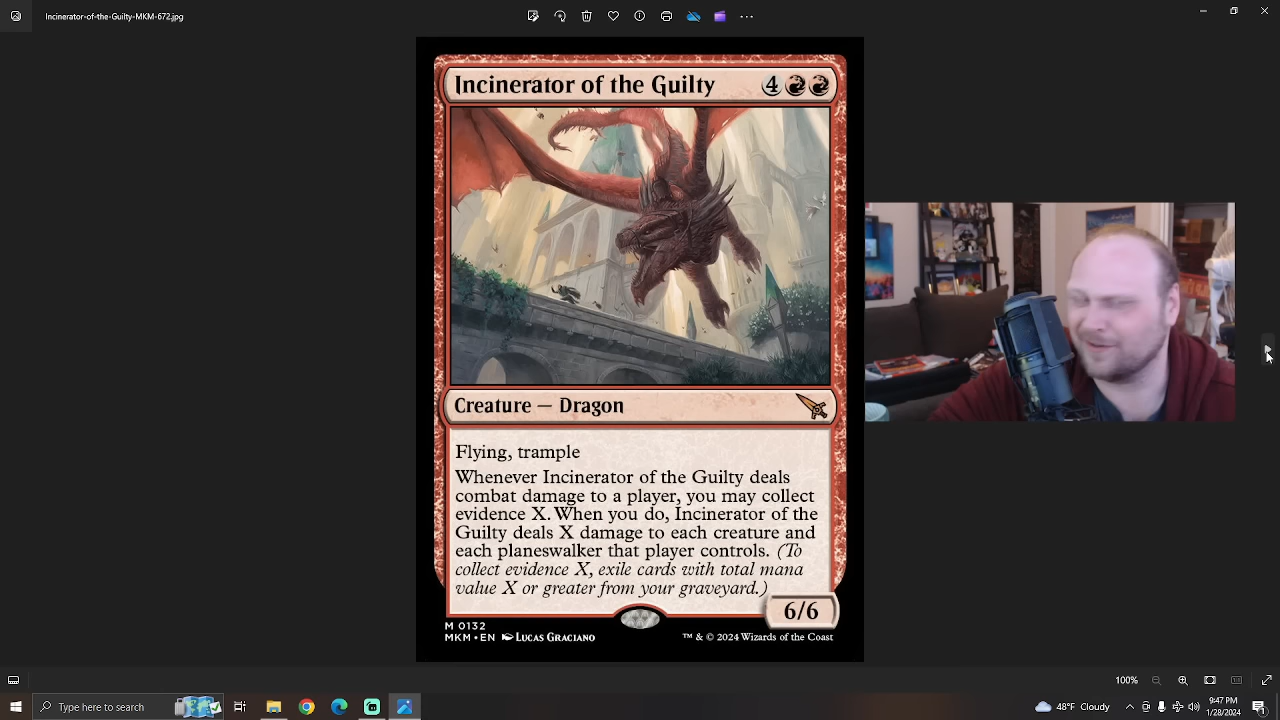 Incinerator-of-the-Guilty-MKM-672.jpg
Incinerator of the Guilty 4
Creature — Dragon
Flying, trample
Whenever Incinerator of the Guilty deals
combat damage to a player, you may collect
evidence X. When you do, Incinerator of the
Guilty deals X damage to each creature and
each planeswalker that player controls. (To
collect evidence X, exile cards with total mana
value X or greater from your graveyard.)
6/6
M 0132
MKM • EN LUCAS GRACIANO
™ & © 2024 Wizards of the Coast
100%
Type here to search
48°F
9:47 PM
1/28/2024